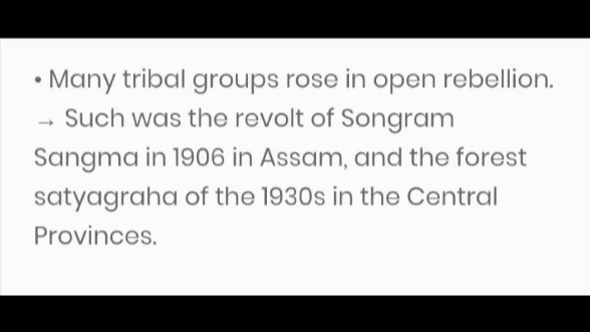 • Many tribal groups rose in open rebellion.
→ Such was the revolt of Songram
Sangma in 1906 in Assam, and the forest
satyagraha of the 1930s in the Central
Provinces.